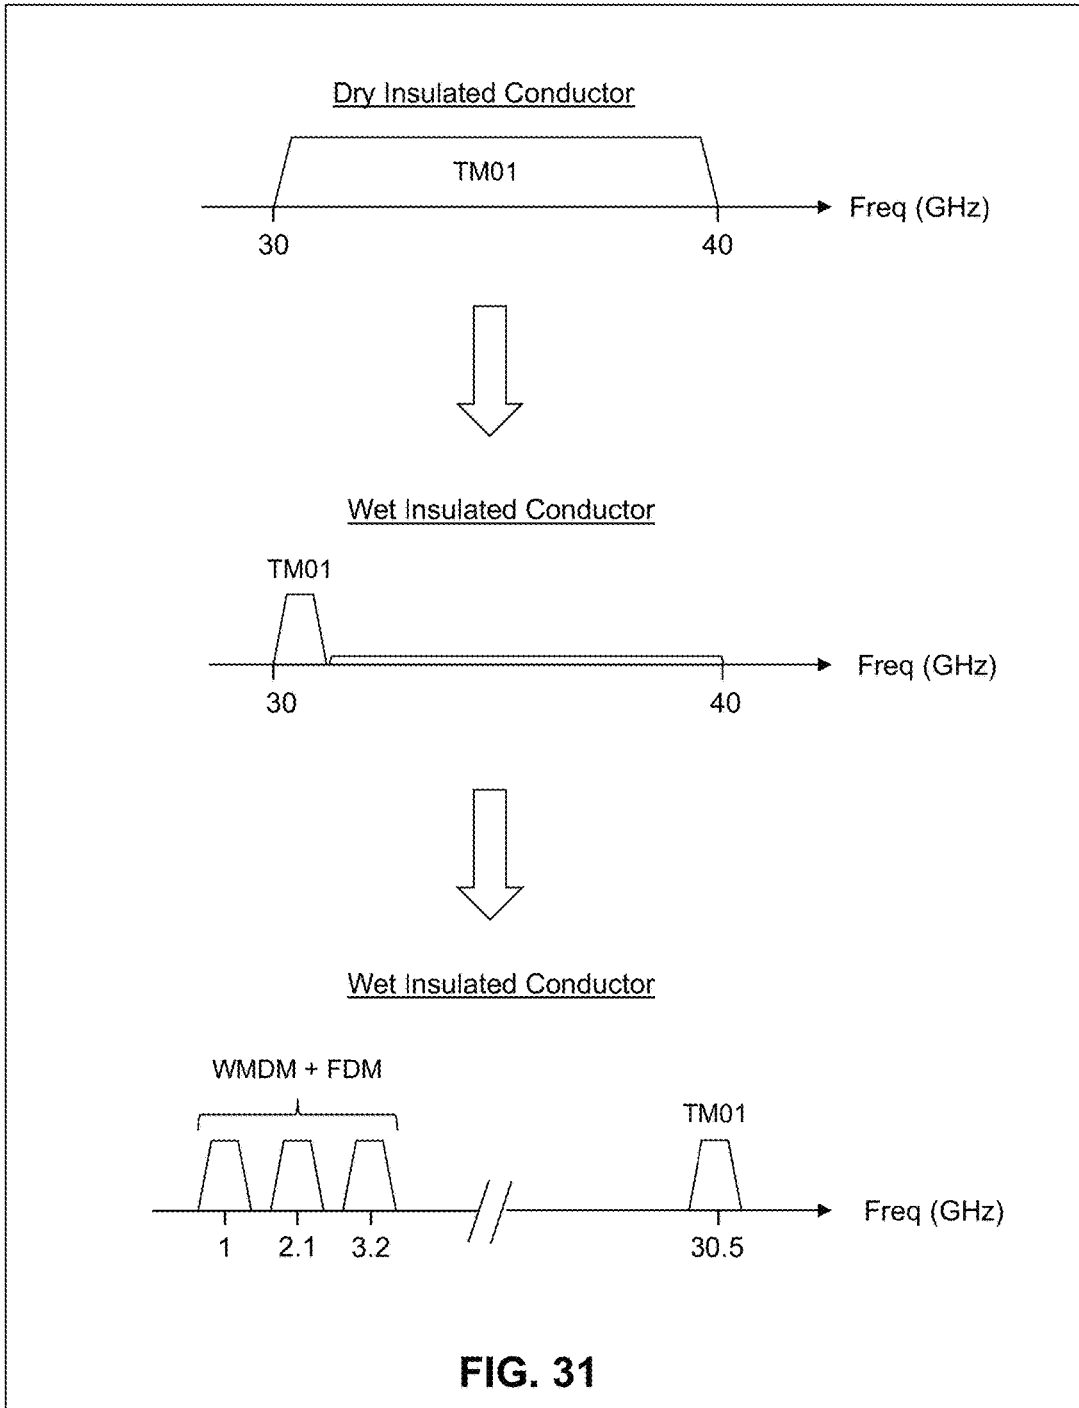 Dry Insulated Conductor
TM01
Freq (GHz)
30 40
Wet Insulated Conductor
TM01
Freq (GHz)
30 40
Wet Insulated Conductor
WMDM + FDM
TM01
Freq (GHz)
1 2.1 3.2 30.5
FIG. 31